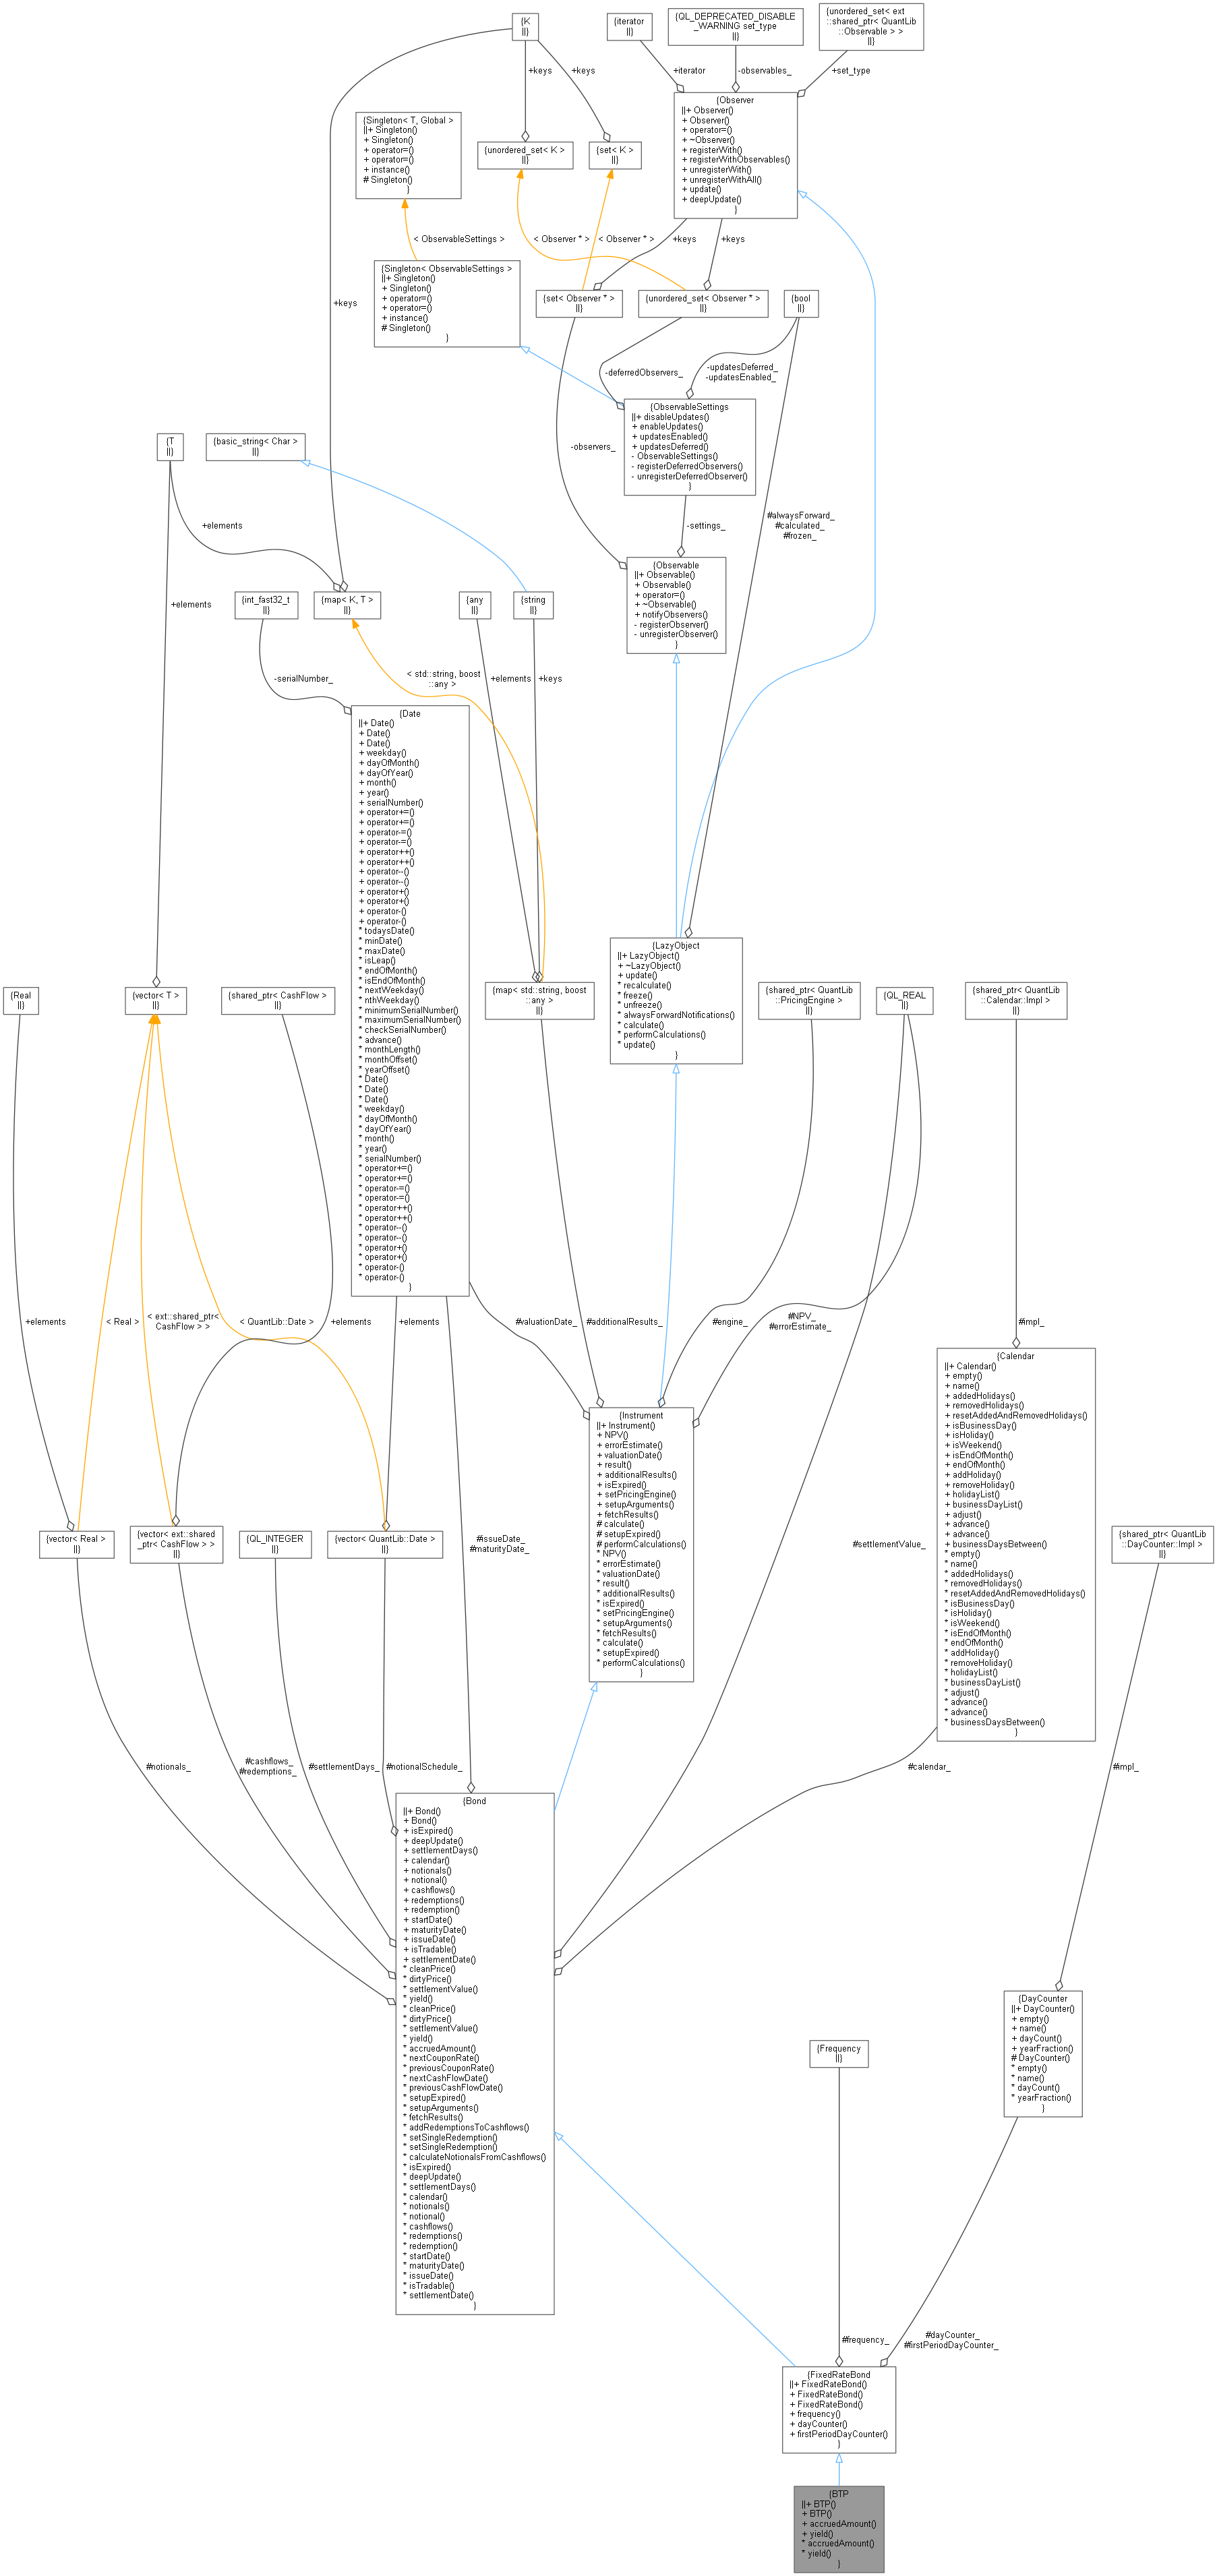 {K
||}
{iterator
||}
{QL_DEPRECATED_DISABLE
_WARNING set_type
||}
{unordered_set< ext
::shared_ptr< QuantLib
::Observable > >
||}
+keys
+keys
+iterator
-observables_
+set_type
{Singleton< T, Global >
||+ Singleton()
+ Singleton()
+ operator=()
+ operator=()
+ instance()
# Singleton()
}
{unordered_set< K >
||}
{set< K >
||}
{Observer
||+ Observer()
+ Observer()
+ operator=()
+ ~Observer()
+ registerWith()
+ registerWithObservables()
+ unregisterWith()
+ unregisterWithAll()
+ update()
+ deepUpdate()
}
< ObservableSettings >
< Observer * >
< Observer * >
+keys
+keys
+keys
{Singleton< ObservableSettings >
||+ Singleton()
+ Singleton()
+ operator=()
+ operator=()
+ instance()
# Singleton()
}
{set< Observer * >
||}
{unordered_set< Observer * >
||}
{bool
||}
-deferredObservers_
-updatesDeferred_
-updatesEnabled_
{ObservableSettings
||+ disableUpdates()
+ enableUpdates()
+ updatesEnabled()
+ updatesDeferred()
- ObservableSettings()
- registerDeferredObservers()
- unregisterDeferredObserver()
}
{T
||}
{basic_string< Char >
||}
-observers_
+elements
-settings_
#alwaysForward_
#calculated_
#frozen_
{Observable
||+ Observable()
+ Observable()
+ operator=()
+ ~Observable()
+ notifyObservers()
- registerObserver()
- unregisterObserver()
}
+elements
{int_fast32_t
||}
{map< K, T >
||}
{any
||}
{string
||}
-serialNumber_
< std::string, boost
::any >
+elements
+keys
{Date
||+ Date()
+ Date()
+ Date()
+ weekday()
+ dayOfMonth()
+ dayOfYear()
+ month()
+ year()
+ serialNumber()
+ operator+=()
+ operator+=()
+ operator-=()
+ operator-=()
+ operator++()
+ operator++()
+ operator--()
+ operator--()
+ operator+()
+ operator+()
+ operator-()
+ operator-()
* todaysDate()
* minDate()
* maxDate()
* isLeap()
* endOfMonth()
* isEndOfMonth()
* nextWeekday()
* nthWeekday()
* minimumSerialNumber()
* maximumSerialNumber()
* checkSerialNumber()
* advance()
* monthLength()
* monthOffset()
* yearOffset()
* Date()
* Date()
* Date()
* weekday()
* dayOfMonth()
* dayOfYear()
* month()
* year()
* serialNumber()
* operator+=()
* operator+=()
* operator-=()
* operator-=()
* operator++()
* operator++()
* operator--()
* operator--()
* operator+()
* operator+()
* operator-()
* operator-()
}
{LazyObject
||+ LazyObject()
+ ~LazyObject()
+ update()
* recalculate()
* freeze()
* unfreeze()
* alwaysForwardNotifications()
* calculate()
* performCalculations()
* update()
}
{Real
||}
{vector< T >
||}
{shared_ptr< CashFlow >
||}
{map< std::string, boost
::any >
||}
{shared_ptr< QuantLib
::PricingEngine >
||}
{QL_REAL
||}
{shared_ptr< QuantLib
::Calendar::Impl >
||}
+elements
< Real >
< ext::shared_ptr<
CashFlow > >
< QuantLib::Date >
+elements
+elements
#valuationDate_
#additionalResults_
#engine_
#NPV_
#errorEstimate_
#impl_
{Calendar
||+ Calendar()
+ empty()
+ name()
+ addedHolidays()
+ removedHolidays()
+ resetAddedAndRemovedHolidays()
+ isBusinessDay()
+ isHoliday()
+ isWeekend()
+ isEndOfMonth()
+ endOfMonth()
+ addHoliday()
+ removeHoliday()
+ holidayList()
+ businessDayList()
+ adjust()
+ advance()
+ advance()
+ businessDaysBetween()
* empty()
* name()
* addedHolidays()
* removedHolidays()
* resetAddedAndRemovedHolidays()
* isBusinessDay()
* isHoliday()
* isWeekend()
* isEndOfMonth()
* endOfMonth()
* addHoliday()
* removeHoliday()
* holidayList()
* businessDayList()
* adjust()
* advance()
* advance()
* businessDaysBetween()
}
{Instrument
||+ Instrument()
+ NPV()
+ errorEstimate()
+ valuationDate()
+ result()
+ additionalResults()
+ isExpired()
+ setPricingEngine()
+ setupArguments()
+ fetchResults()
# calculate()
# setupExpired()
# performCalculations()
* NPV()
* errorEstimate()
* valuationDate()
* result()
* additionalResults()
* isExpired()
* setPricingEngine()
* setupArguments()
* fetchResults()
* calculate()
* setupExpired()
* performCalculations()
}
{vector< Real >
||}
{vector< ext::shared
_ptr< CashFlow > >
||}
{QL_INTEGER
||}
{vector< QuantLib::Date >
||}
#issueDate_
#maturityDate_
#settlementValue_
{shared_ptr< QuantLib
::DayCounter::Impl >
||}
#notionals_
#cashflows_
#redemptions_
#settlementDays_
#notionalSchedule_
#calendar_
#impl_
{Bond
||+ Bond()
+ Bond()
+ isExpired()
+ deepUpdate()
+ settlementDays()
+ calendar()
+ notionals()
+ notional()
+ cashflows()
+ redemptions()
+ redemption()
+ startDate()
+ maturityDate()
+ issueDate()
+ isTradable()
+ settlementDate()
* cleanPrice()
* dirtyPrice()
* settlementValue()
* yield()
* cleanPrice()
* dirtyPrice()
* settlementValue()
* yield()
* accruedAmount()
* nextCouponRate()
* previousCouponRate()
* nextCashFlowDate()
* previousCashFlowDate()
* setupExpired()
* setupArguments()
* fetchResults()
* addRedemptionsToCashflows()
* setSingleRedemption()
* setSingleRedemption()
* calculateNotionalsFromCashflows()
* isExpired()
* deepUpdate()
* settlementDays()
* calendar()
* notionals()
* notional()
* cashflows()
* redemptions()
* redemption()
* startDate()
* maturityDate()
* issueDate()
* isTradable()
* settlementDate()
}
{Frequency
||}
{DayCounter
||+ DayCounter()
+ empty()
+ name()
+ dayCount()
+ yearFraction()
# DayCounter()
* empty()
* name()
* dayCount()
* yearFraction()
}
#frequency_
#dayCounter_
#firstPeriodDayCounter_
{FixedRateBond
||+ FixedRateBond()
+ FixedRateBond()
+ FixedRateBond()
+ frequency()
+ dayCounter()
+ firstPeriodDayCounter()
}
{BTP
||+ BTP()
+ BTP()
+ accruedAmount()
+ yield()
* accruedAmount()
* yield()
}